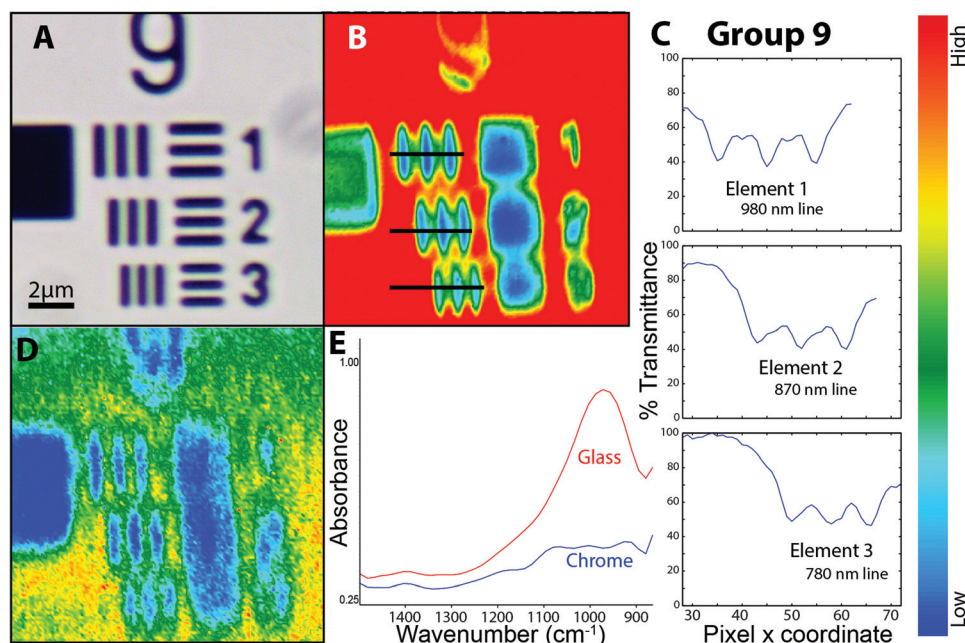 A
9
1
2
3
2µm
B
C Group 9
100
80
60
40
20
0
Element 1
980 nm line
100
80
60
40
20
0
Element 2
870 nm line
100
80
60
40
20
0
Element 3
780 nm line
30 40 50 60 70
% Transmittance
Pixel x coordinate
High
Low
D
E
1.00
0.25
Absorbance
Glass
Chrome
1400 1300 1200 1100 1000 900
Wavenumber (cm⁻¹)